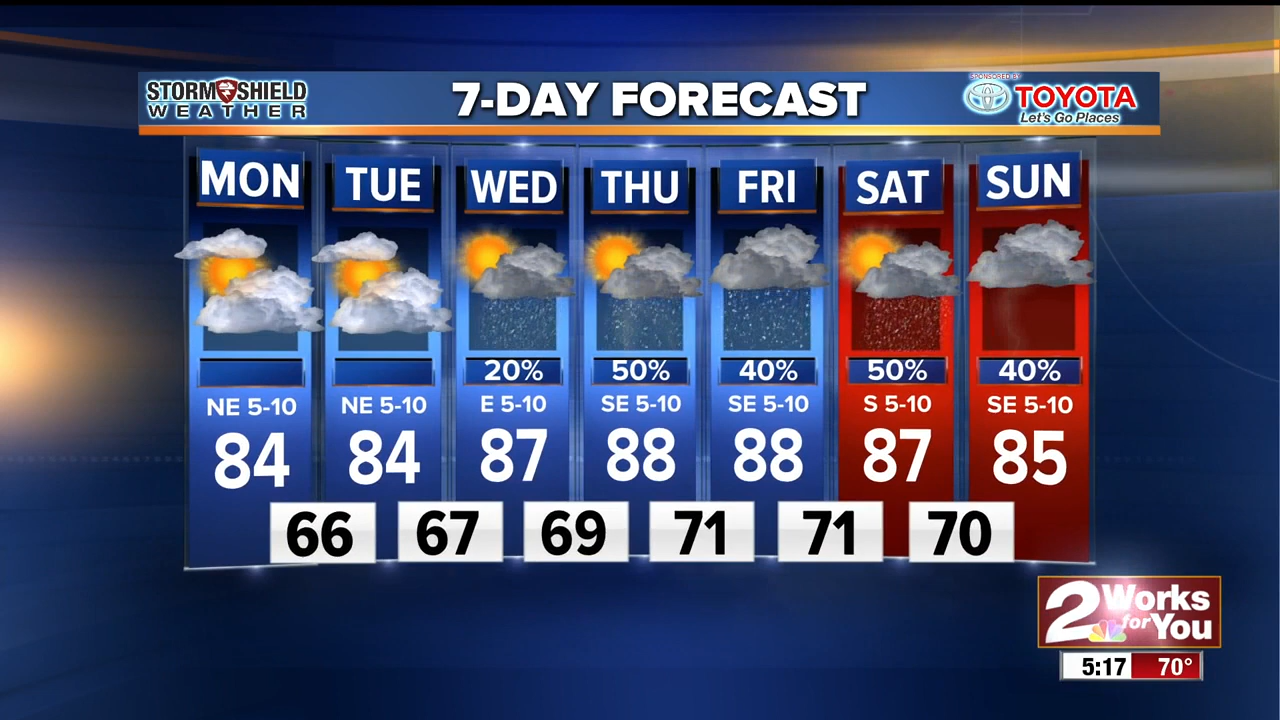 STORM SHIELD
WEATHER
7-DAY FORECAST
SPONSORED BY
TOYOTA
Let's Go Places
MON TUE WED THU FRI SAT SUN
20% 50% 40% 50% 40%
NE 5-10 NE 5-10 E 5-10 SE 5-10 SE 5-10 S 5-10 SE 5-10
84 84 87 88 88 87 85
66 67 69 71 71 70
2 Works
for You
5:17 70°